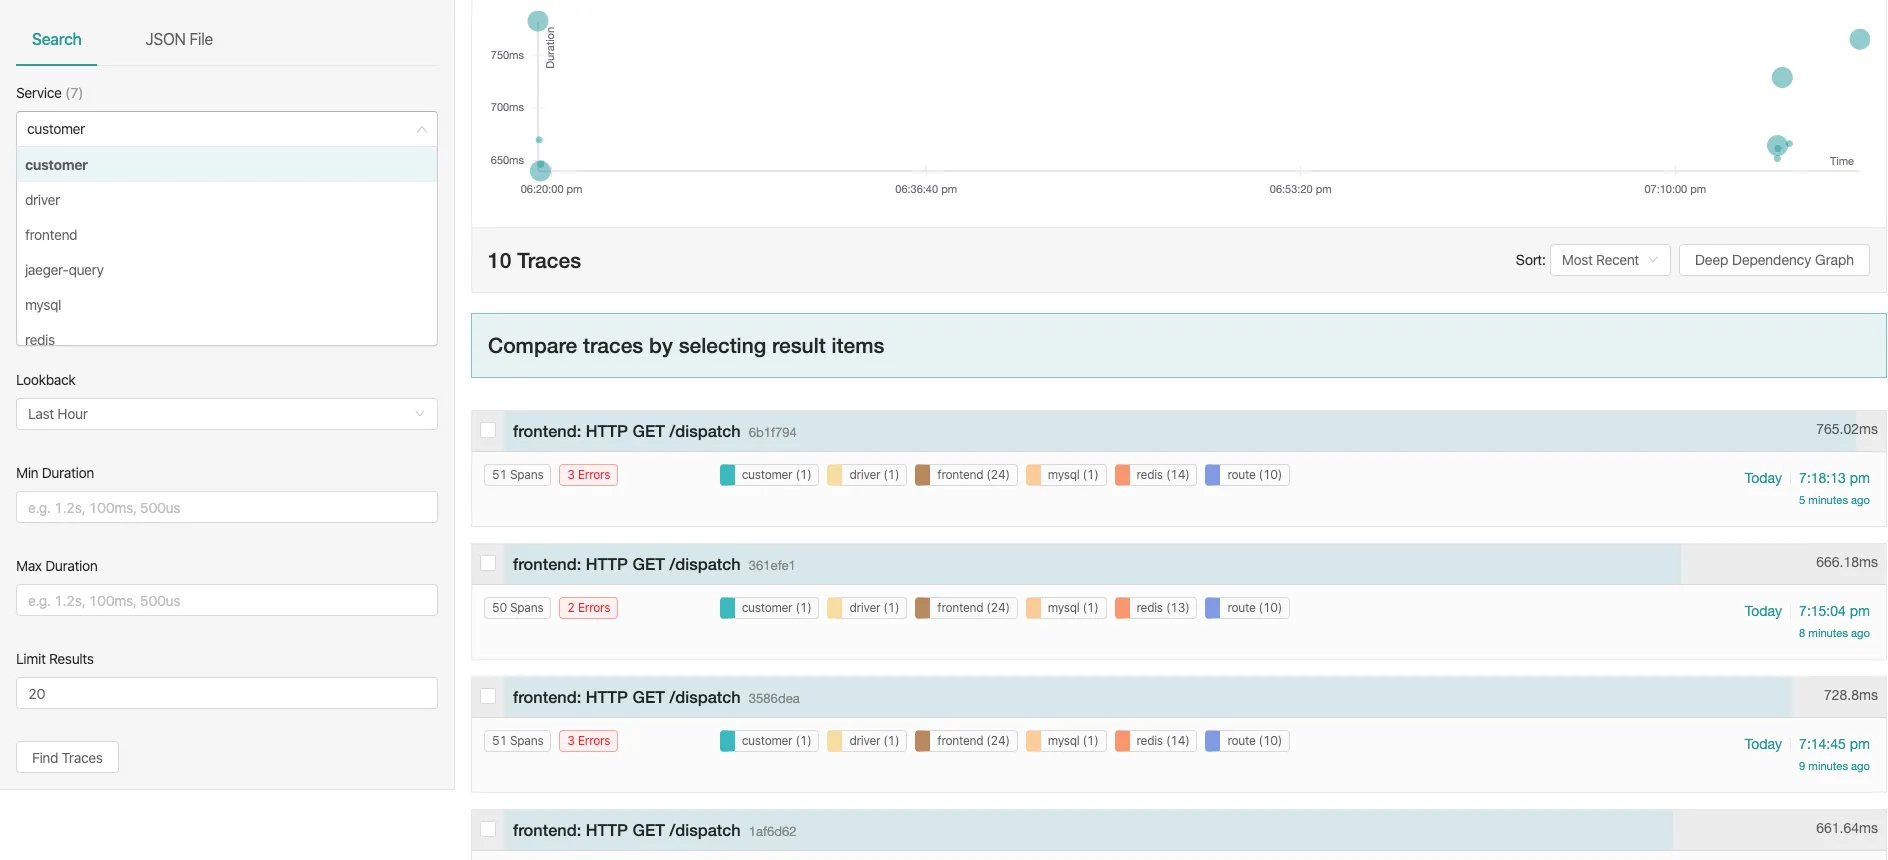 Search
JSON File
Service (7)
customer
customer
driver
frontend
jaeger-query
mysql
redis
Lookback
Last Hour
Min Duration
e.g. 1.2s, 100ms, 500us
Max Duration
e.g. 1.2s, 100ms, 500us
Limit Results
20
Find Traces
Duration
750ms
700ms
650ms
Time
06:20:00 pm
06:36:40 pm
06:53:20 pm
07:10:00 pm
10 Traces
Sort: Most Recent
Deep Dependency Graph
Compare traces by selecting result items
frontend: HTTP GET /dispatch 6b1f794
765.02ms
51 Spans
3 Errors
customer (1)
driver (1)
frontend (24)
mysql (1)
redis (14)
route (10)
Today
7:18:13 pm
5 minutes ago
frontend: HTTP GET /dispatch 361efe1
666.18ms
50 Spans
2 Errors
customer (1)
driver (1)
frontend (24)
mysql (1)
redis (13)
route (10)
Today
7:15:04 pm
8 minutes ago
frontend: HTTP GET /dispatch 3586dea
728.8ms
51 Spans
3 Errors
customer (1)
driver (1)
frontend (24)
mysql (1)
redis (14)
route (10)
Today
7:14:45 pm
9 minutes ago
frontend: HTTP GET /dispatch 1af6d62
661.64ms